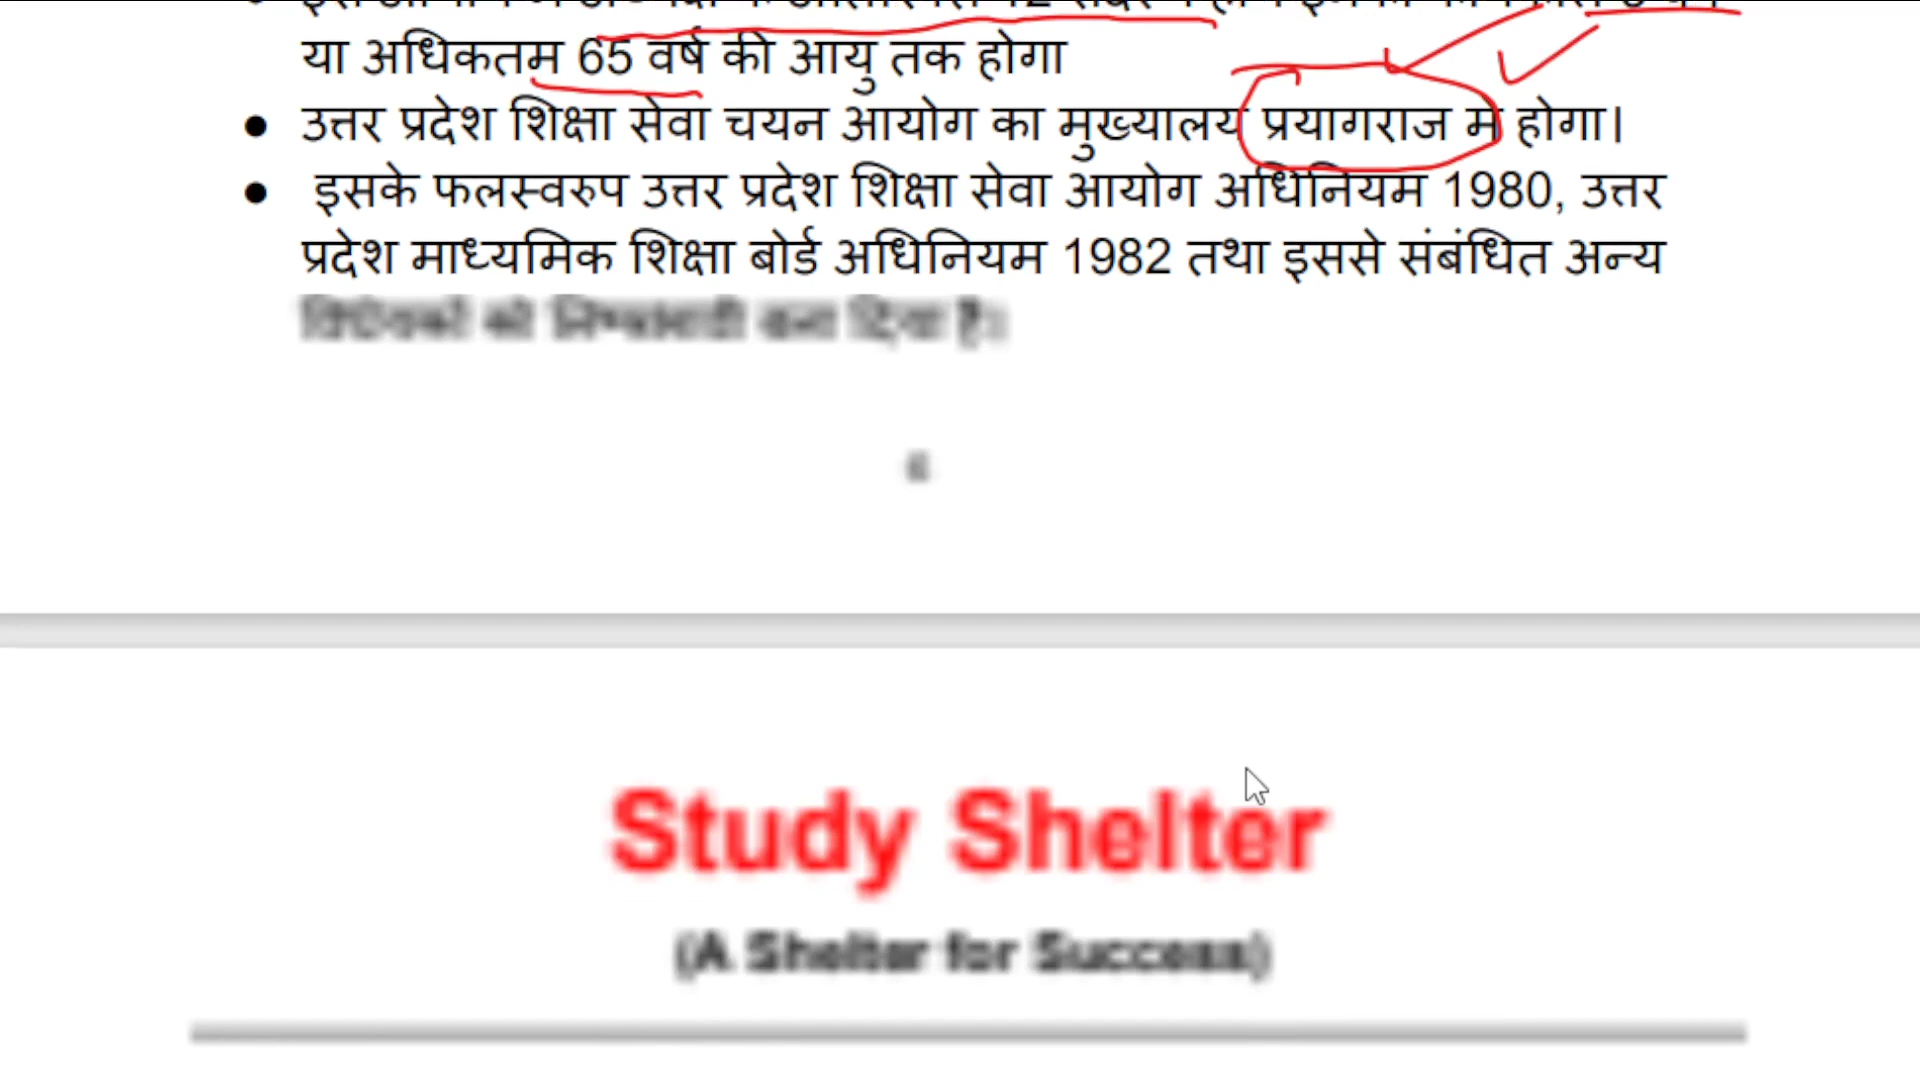 या अधिकतम 65 वर्ष की आयु तक होगा
● उत्तर प्रदेश शिक्षा सेवा चयन आयोग का मुख्यालय प्रयागराज में होगा।
● इसके फलस्वरुप उत्तर प्रदेश शिक्षा सेवा आयोग अधिनियम 1980, उत्तर
प्रदेश माध्यमिक शिक्षा बोर्ड अधिनियम 1982 तथा इससे संबंधित अन्य
को बना दिया है।
Study Shelter
(A Shelter for Success)